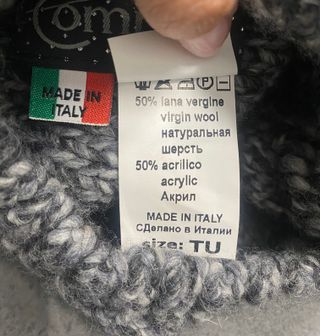 MADE IN
ITALY
50% lana vergine
virgin wool
натуральная
шерсть
50% acrilico
acrylic
Акрил
MADE IN ITALY
СДелано в Италии
size: TU